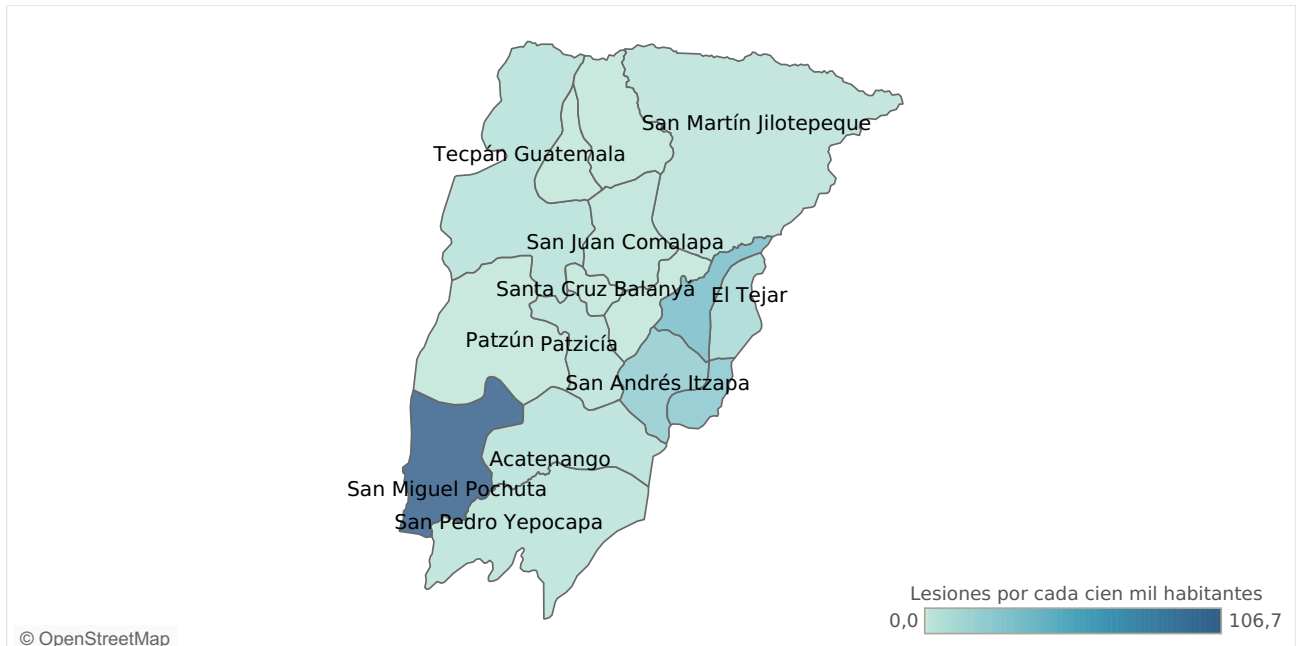 San Martín Jilotepeque
Tecpán Guatemala
San Juan Comalapa
Santa Cruz Balanyá
El Tejar
Patzún
Patzicía
San Andrés Itzapa
Acatenango
San Miguel Pochuta
San Pedro Yepocapa
Lesiones por cada cien mil habitantes
0,0
106,7
© OpenStreetMap